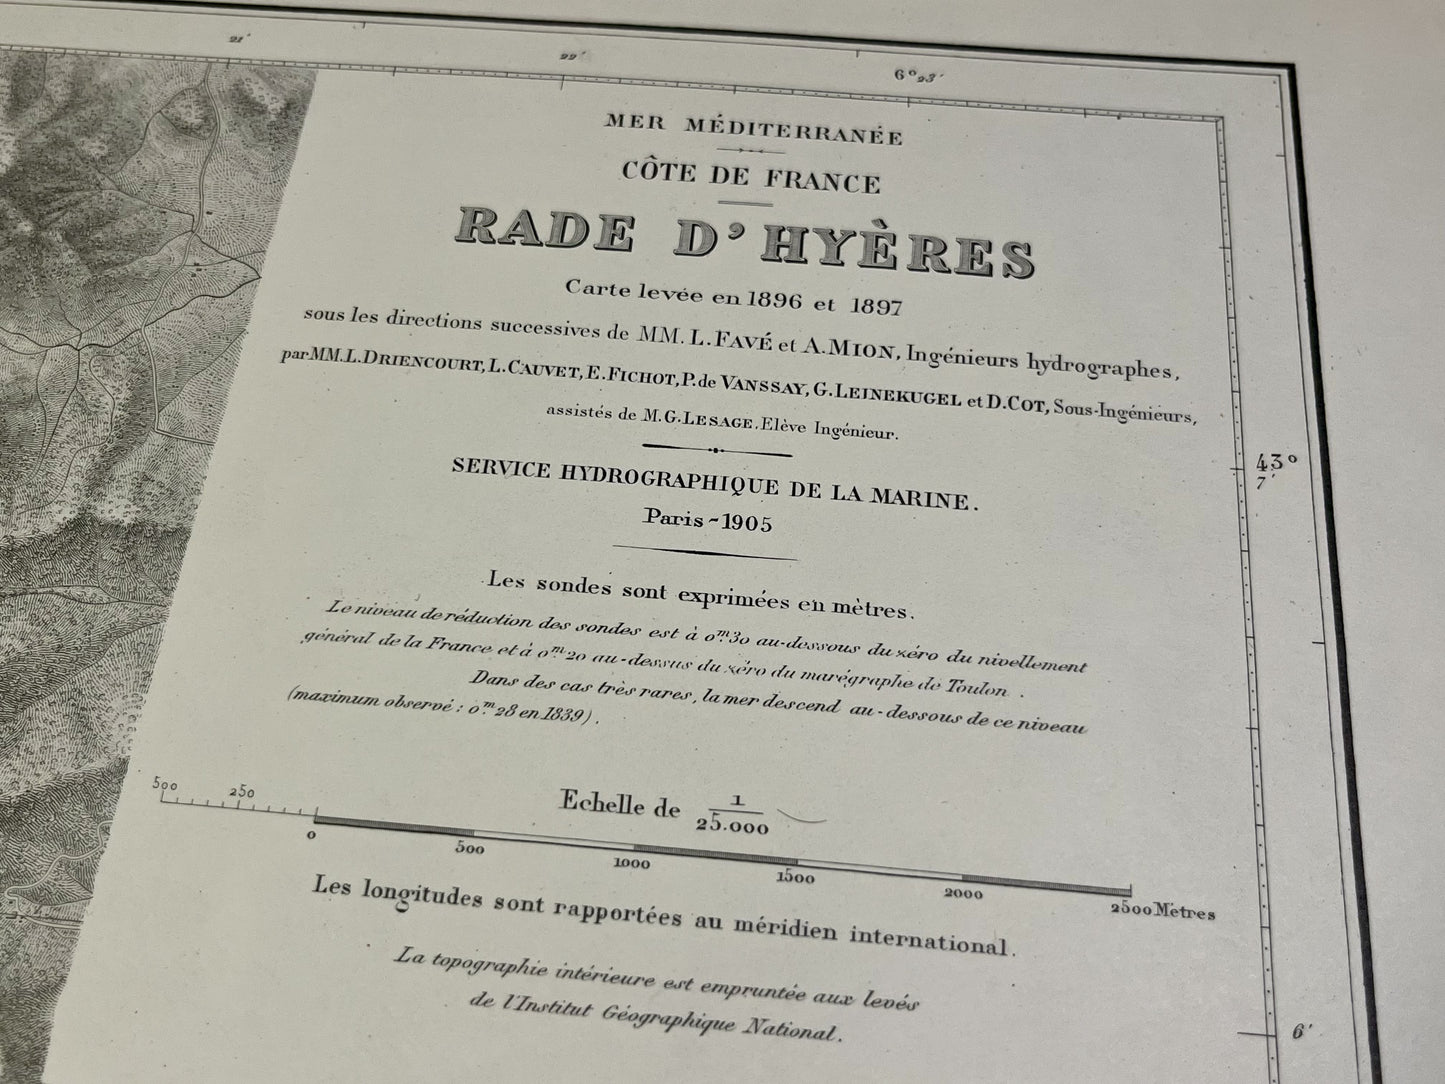 21'
22'
6°23'
MER MÉDITERRANÉE
CÔTE DE FRANCE
RADE D'HYÈRES
Carte levée en 1896 et 1897
sous les directions successives de MM. L. FAVÉ et A. MION, Ingénieurs hydrographes,
par MM. L. DRIENCOURT, L. CAUVET, E. FICHOT, P. de VANSSAY, G. LEINEKUGEL et D. COT, Sous-Ingénieurs,
assistés de M. G. LESAGE, Elève Ingénieur.
SERVICE HYDROGRAPHIQUE DE LA MARINE.
Paris - 1905
43°
7'
Les sondes sont exprimées en mètres.
Le niveau de réduction des sondes est à 0m.30 au-dessous du zéro du nivellement
général de la France et à 0m.20 au-dessus du zéro du marégraphe de Toulon.
Dans des cas très rares, la mer descend au-dessous de ce niveau
(maximum observé : 0m.28 en 1839).
Echelle de 1/25.000
500 250 0 500 1000 1500 2000 2500 Mètres
Les longitudes sont rapportées au méridien international.
La topographie intérieure est empruntée aux levés
de l'Institut Géographique National.
6'